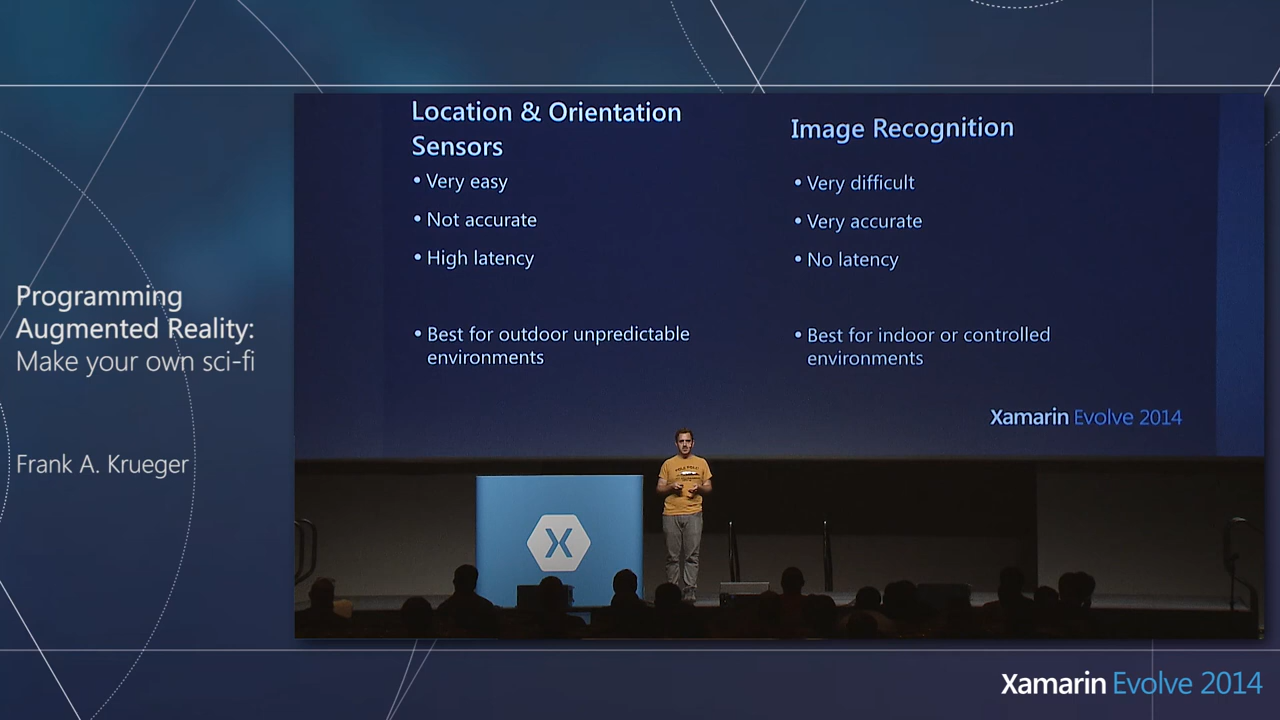 Programming
Augmented Reality:
Make your own sci-fi
Frank A. Krueger
Location & Orientation
Sensors
• Very easy
• Not accurate
• High latency
• Best for outdoor unpredictable
environments
Image Recognition
• Very difficult
• Very accurate
• No latency
• Best for indoor or controlled
environments
Xamarin Evolve 2014
X
Xamarin Evolve 2014